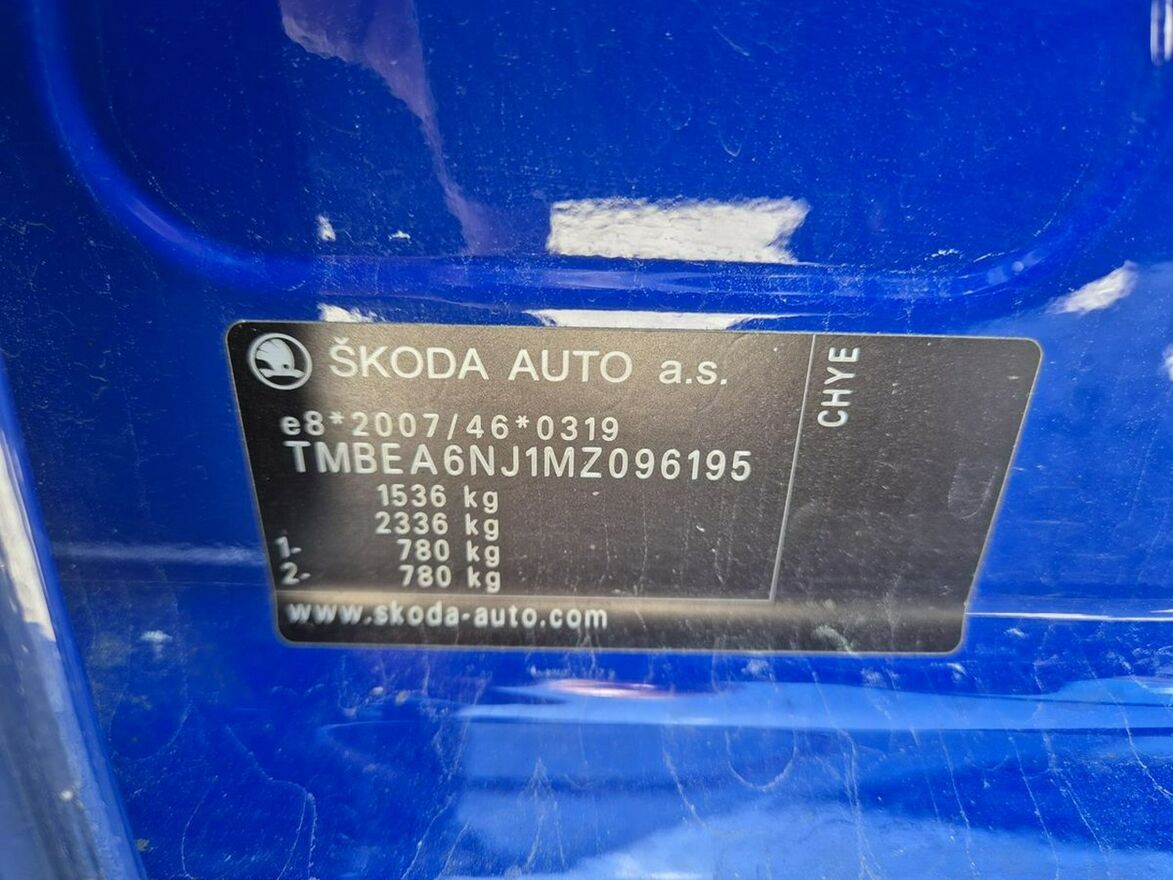 ŠKODA AUTO a.s.
e8*2007/46*0319
TMBEA6NJ1MZ096195
1536 kg
2336 kg
1- 780 kg
2- 780 kg
www.skoda-auto.com
CHYE